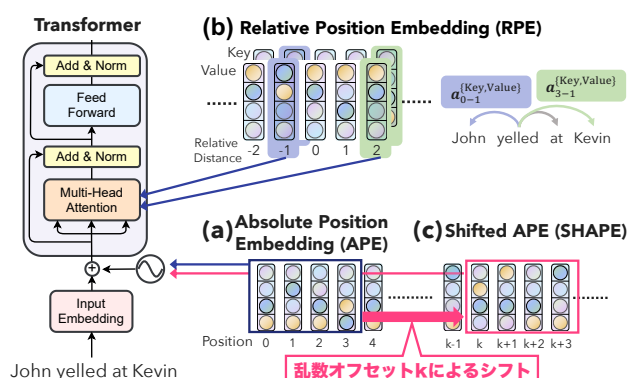 Transformer
Add & Norm
Feed
Forward
Add & Norm
Multi-Head
Attention
Input
Embedding
John yelled at Kevin
(b) Relative Position Embedding (RPE)
Key
Value
Relative
Distance
-2 -1 0 1 2
a_{0-1}^{{Key,Value}}
a_{3-1}^{{Key,Value}}
John yelled at Kevin
(a) Absolute Position
Embedding (APE)
(c) Shifted APE (SHAPE)
Position 0 1 2 3 4 k-1 k k+1 k+2 k+3
乱数オフセットkによるシフト